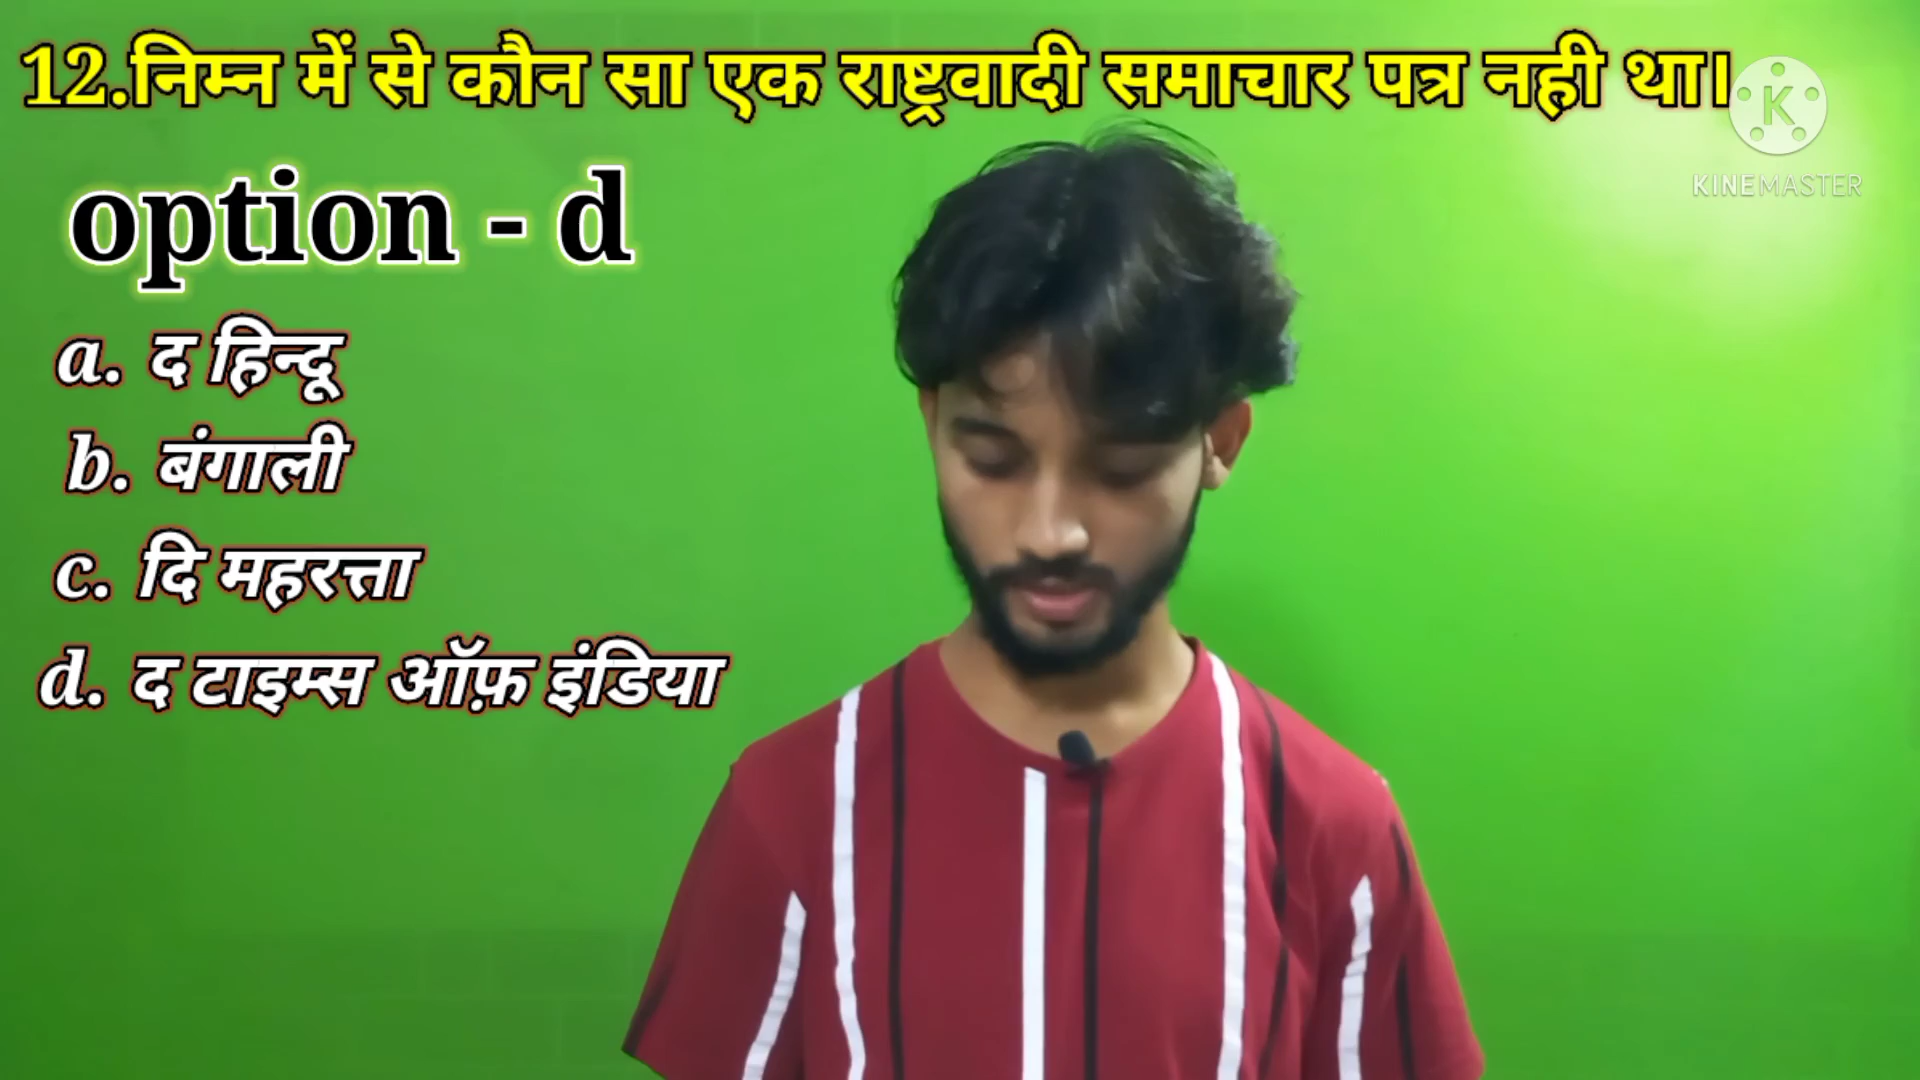 12.निम्न में से कौन सा एक राष्ट्रवादी समाचार पत्र नही था।
K
KINEMASTER
option - d
a. द हिन्दू
b. बंगाली
c. दि महरत्ता
d. द टाइम्स ऑफ़ इंडिया